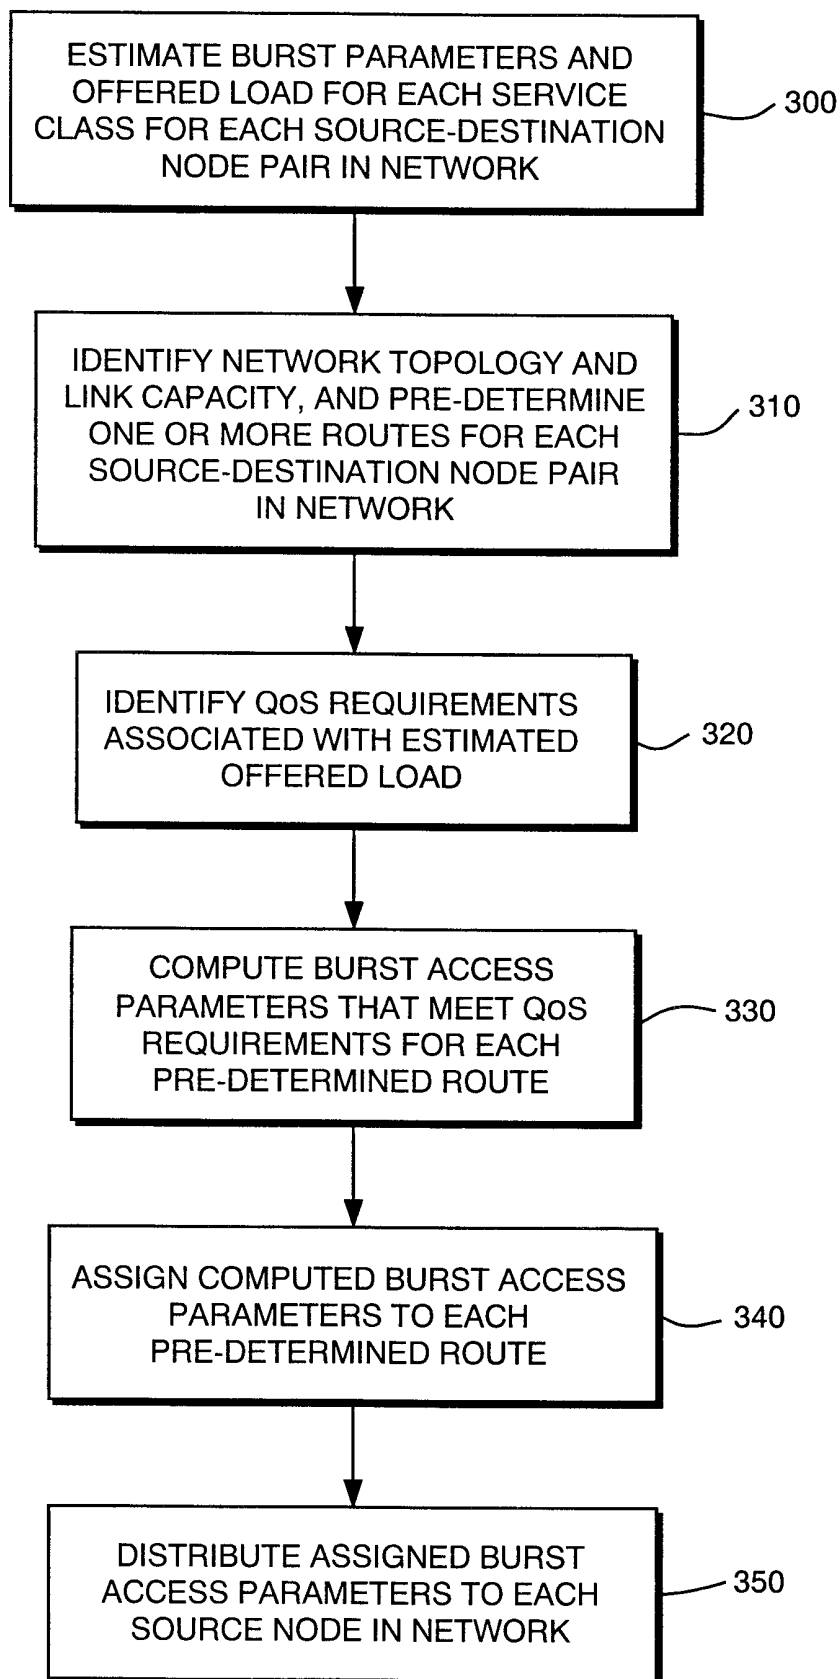 ESTIMATE BURST PARAMETERS AND
OFFERED LOAD FOR EACH SERVICE
CLASS FOR EACH SOURCE-DESTINATION
NODE PAIR IN NETWORK
300
IDENTIFY NETWORK TOPOLOGY AND
LINK CAPACITY, AND PRE-DETERMINE
ONE OR MORE ROUTES FOR EACH
SOURCE-DESTINATION NODE PAIR
IN NETWORK
310
IDENTIFY QoS REQUIREMENTS
ASSOCIATED WITH ESTIMATED
OFFERED LOAD
320
COMPUTE BURST ACCESS
PARAMETERS THAT MEET QoS
REQUIREMENTS FOR EACH
PRE-DETERMINED ROUTE
330
ASSIGN COMPUTED BURST ACCESS
PARAMETERS TO EACH
PRE-DETERMINED ROUTE
340
DISTRIBUTE ASSIGNED BURST
ACCESS PARAMETERS TO EACH
SOURCE NODE IN NETWORK
350